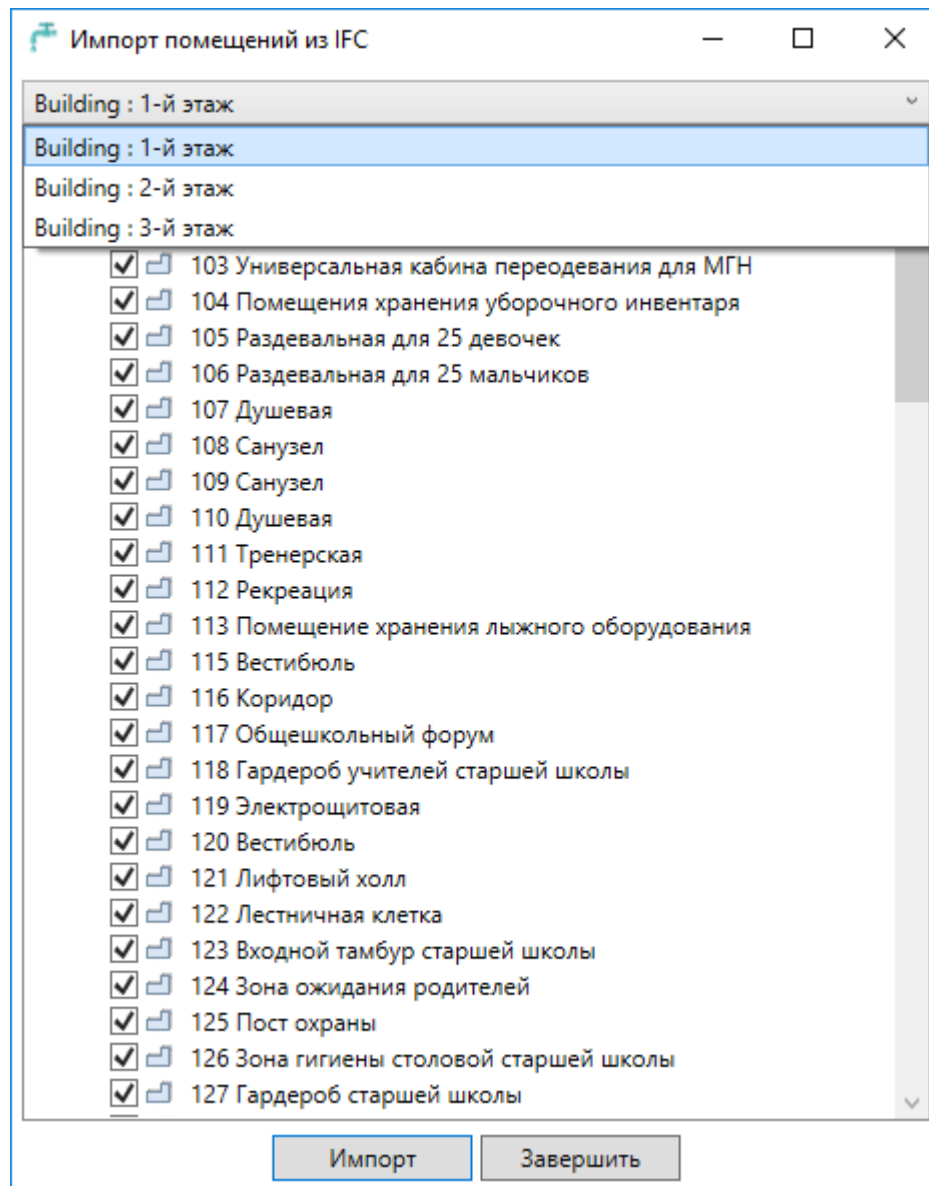 Импорт помещений из IFC
Building : 1-й этаж
Building : 1-й этаж
Building : 2-й этаж
Building : 3-й этаж
103 Универсальная кабина переодевания для МГН
104 Помещения хранения уборочного инвентаря
105 Раздевальная для 25 девочек
106 Раздевальная для 25 мальчиков
107 Душевая
108 Санузел
109 Санузел
110 Душевая
111 Тренерская
112 Рекреация
113 Помещение хранения лыжного оборудования
115 Вестибюль
116 Коридор
117 Общешкольный форум
118 Гардероб учителей старшей школы
119 Электрощитовая
120 Вестибюль
121 Лифтовый холл
122 Лестничная клетка
123 Входной тамбур старшей школы
124 Зона ожидания родителей
125 Пост охраны
126 Зона гигиены столовой старшей школы
127 Гардероб старшей школы
Импорт Завершить